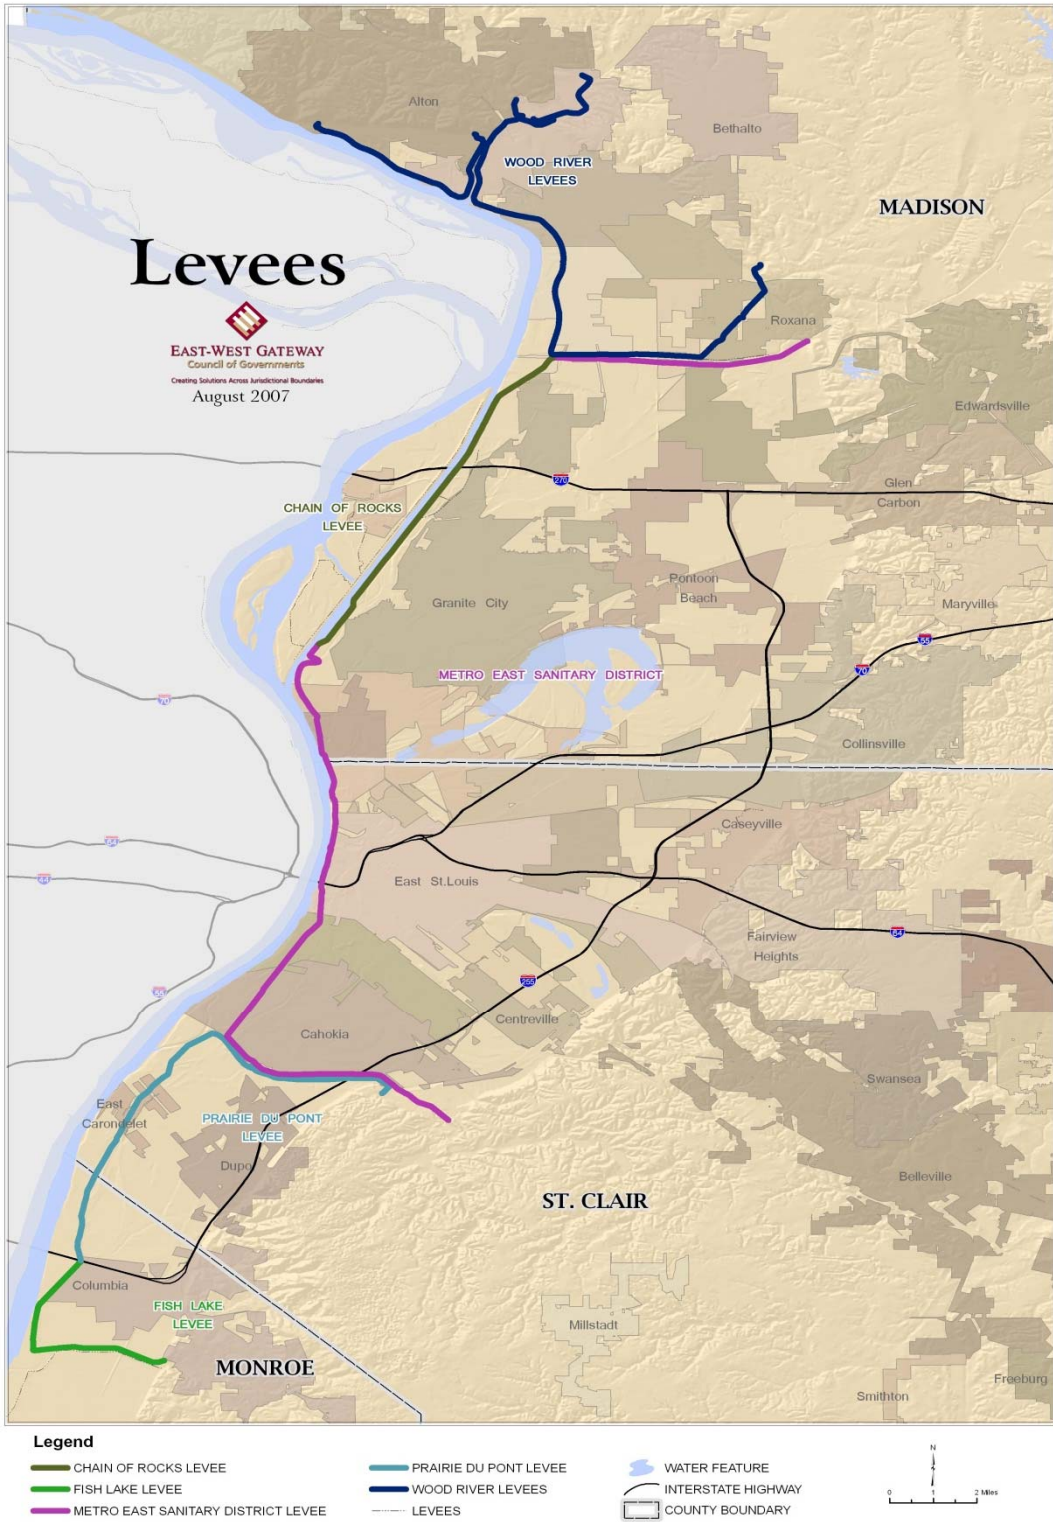 Alton
Bethalto
WOOD RIVER
LEVEES
MADISON
Levees
EAST-WEST GATEWAY
Council of Governments
Creating Solutions Across Jurisdictional Boundaries
August 2007
Roxana
Edwardsville
270
Glen
Carbon
CHAIN OF ROCKS
LEVEE
Pontoon
Beach
Granite City
Maryville
55
70
METRO EAST SANITARY DISTRICT
70
Collinsville
Caseyville
64
44
East St.Louis
64
Fairview
Heights
255
55
Centreville
Cahokia
Swansea
East
Carondelet
PRAIRIE DU PONT
LEVEE
Dupo
Belleville
ST. CLAIR
Columbia
FISH LAKE
LEVEE
Millstadt
MONROE
Freeburg
Smithton
Legend
CHAIN OF ROCKS LEVEE
FISH LAKE LEVEE
METRO EAST SANITARY DISTRICT LEVEE
PRAIRIE DU PONT LEVEE
WOOD RIVER LEVEES
LEVEES
WATER FEATURE
INTERSTATE HIGHWAY
COUNTY BOUNDARY
N
0 1 2 Miles